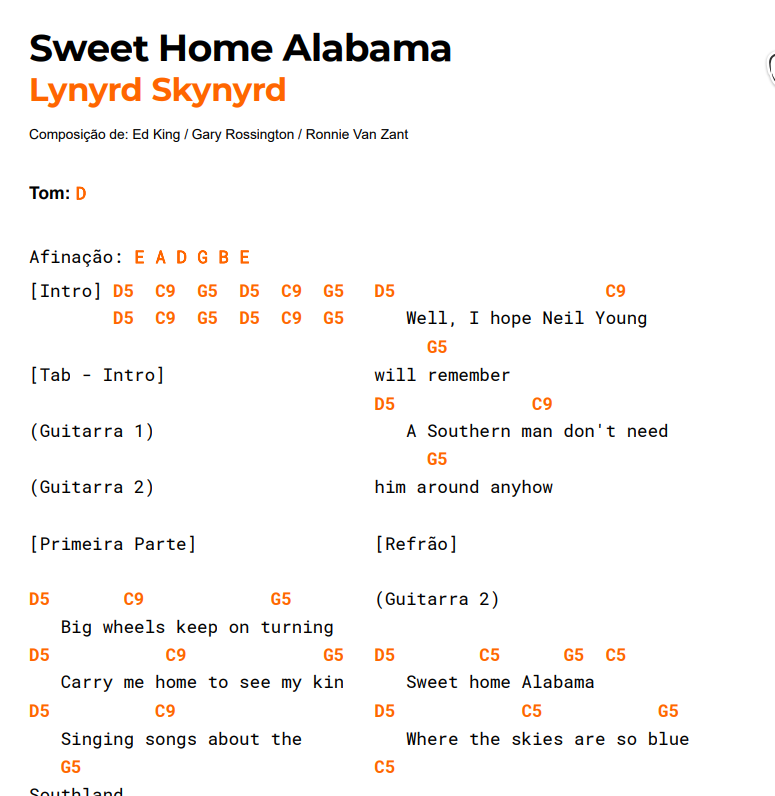 Sweet Home Alabama
Lynyrd Skynyrd
Composição de: Ed King / Gary Rossington / Ronnie Van Zant
Tom: D
Afinação: E A D G B E
[Intro] D5 C9 G5 D5 C9 G5
D5 C9 G5 D5 C9 G5
[Tab - Intro]
(Guitarra 1)
(Guitarra 2)
[Primeira Parte]
D5 C9 G5
Big wheels keep on turning
D5 C9 G5
Carry me home to see my kin
D5 C9
Singing songs about the
G5
Southland
D5 C9
Well, I hope Neil Young
G5
will remember
D5 C9
A Southern man don't need
G5
him around anyhow
[Refrão]
(Guitarra 2)
D5 C5 G5 C5
Sweet home Alabama
D5 C5 G5
Where the skies are so blue
C5